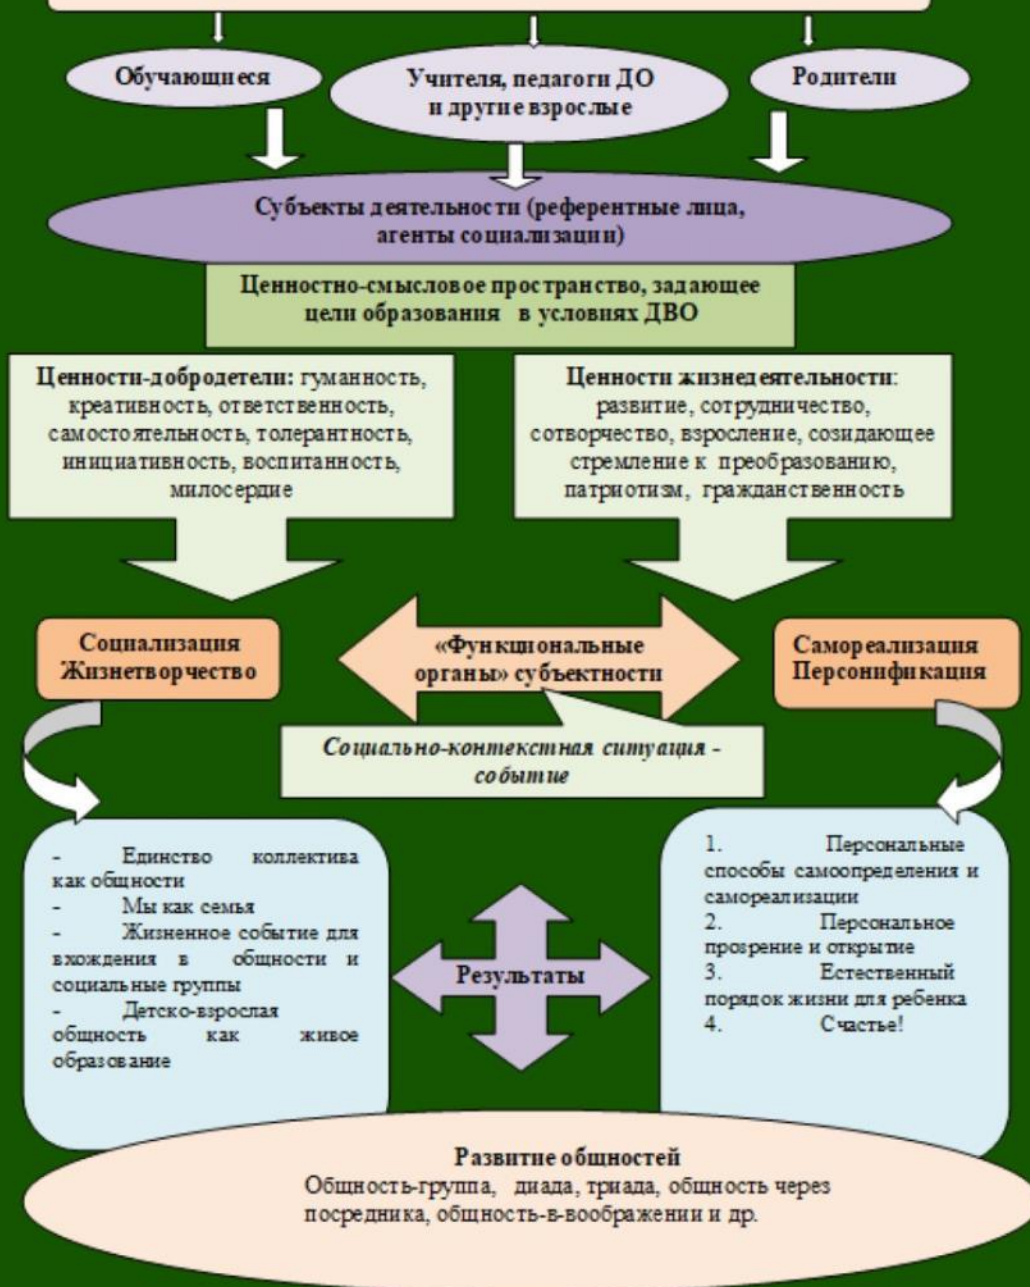 Обучающиеся
Учителя, педагоги ДО
и другие взрослые
Родители
Субъекты деятельности (референтные лица,
агенты социализации)
Ценностно-смысловое пространство, задающее
цели образования в условиях ДВО
Ценности-добродетели: гуманность,
креативность, ответственность,
самостоятельность, толерантность,
инициативность, воспитанность,
милосердие
Ценности жизнедеятельности:
развитие, сотрудничество,
сотворчество, взросление, созидающее
стремление к преобразованию,
патриотизм, гражданственность
Социализация
Жизнетворчество
«Функциональные
органы» субъектности
Самореализация
Персонификация
Социально-контекстная ситуация -
событие
- Единство коллектива
как общности
- Мы как семья
- Жизненное событие для
вхождения в общности и
социальные группы
- Детско-взрослая
общность как живое
образование
Результаты
1. Персональные
способы самоопределения и
самореализации
2. Персональное
прозрение и открытие
3. Естественный
порядок жизни для ребенка
4. Счастье!
Развитие общностей
Общность-группа, диада, триада, общность через
посредника, общность-в-воображении и др.